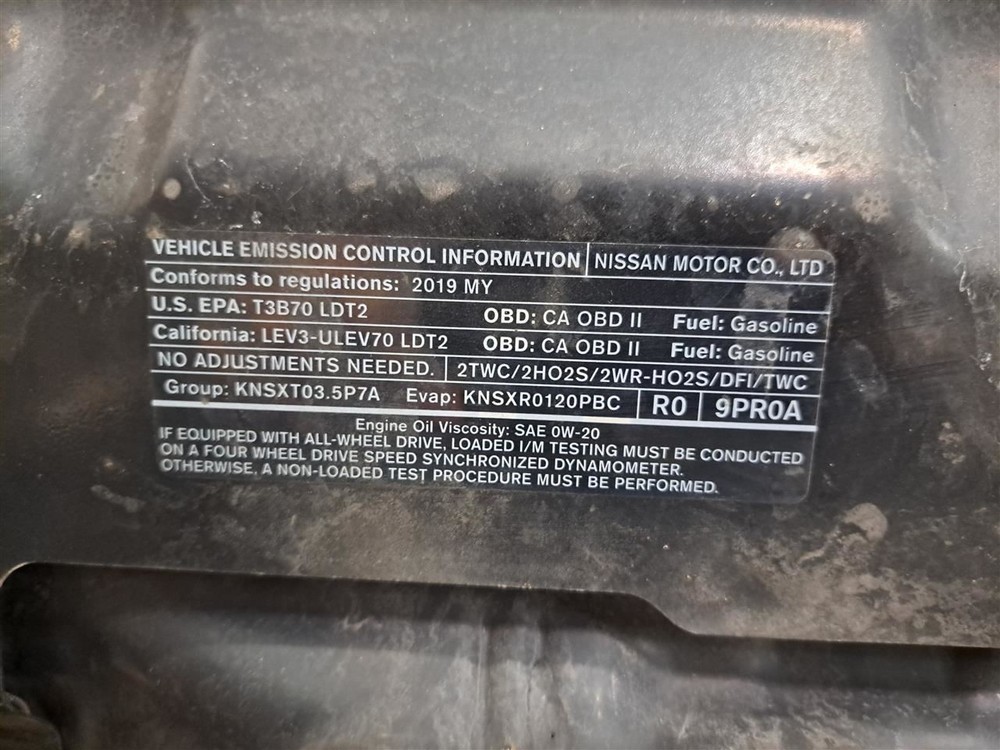 VEHICLE EMISSION CONTROL INFORMATION NISSAN MOTOR CO., LTD
Conforms to regulations: 2019 MY
U.S. EPA: T3B70 LDT2 OBD: CA OBD II Fuel: Gasoline
California: LEV3-ULEV70 LDT2 OBD: CA OBD II Fuel: Gasoline
NO ADJUSTMENTS NEEDED. 2TWC/2HO2S/2WR-HO2S/DFI/TWC
Group: KNSXT03.5P7A Evap: KNSXR0120PBC R0 9PR0A
Engine Oil Viscosity: SAE 0W-20
IF EQUIPPED WITH ALL-WHEEL DRIVE, LOADED I/M TESTING MUST BE CONDUCTED
ON A FOUR WHEEL DRIVE SPEED SYNCHRONIZED DYNAMOMETER.
OTHERWISE, A NON-LOADED TEST PROCEDURE MUST BE PERFORMED.